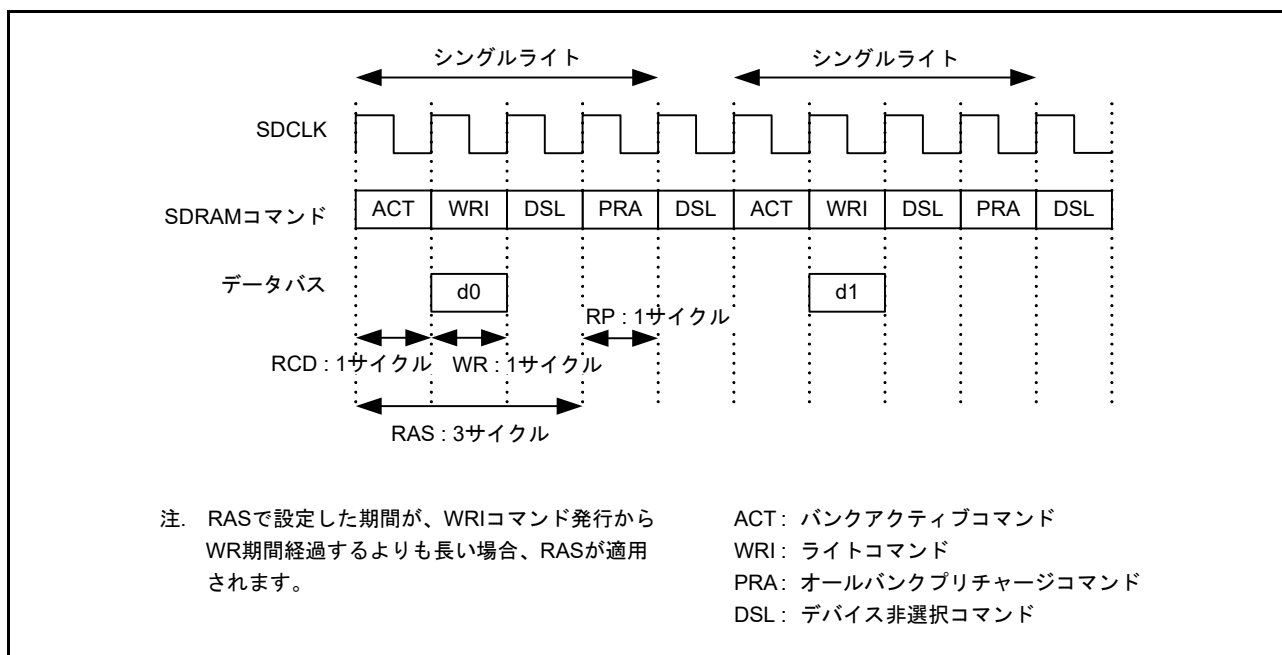 シングルライト シングルライト
SDCLK
SDRAMコマンド ACT WRI DSL PRA DSL ACT WRI DSL PRA DSL
データバス d0 d1
RP : 1サイクル
RCD : 1サイクル WR : 1サイクル
RAS : 3サイクル
注. RASで設定した期間が、WRIコマンド発行から
WR期間経過するよりも長い場合、RASが適用
されます。
ACT : バンクアクティブコマンド
WRI : ライトコマンド
PRA : オールバンクプリチャージコマンド
DSL : デバイス非選択コマンド